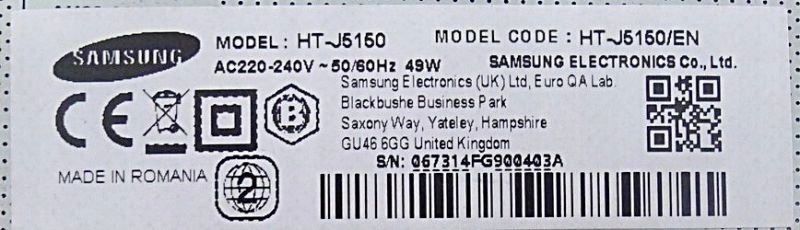 SAMSUNG
MODEL : HT-J5150 MODEL CODE : HT-J5150/EN
AC220-240V ~ 50/60Hz 49W SAMSUNG ELECTRONICS Co., Ltd.
Samsung Electronics (UK) Ltd, Euro QA Lab.
Blackbushe Business Park
Saxony Way, Yateley, Hampshire
GU46 6GG United Kingdom
CE
B
S/N: 067314FG900403A
MADE IN ROMANIA
2